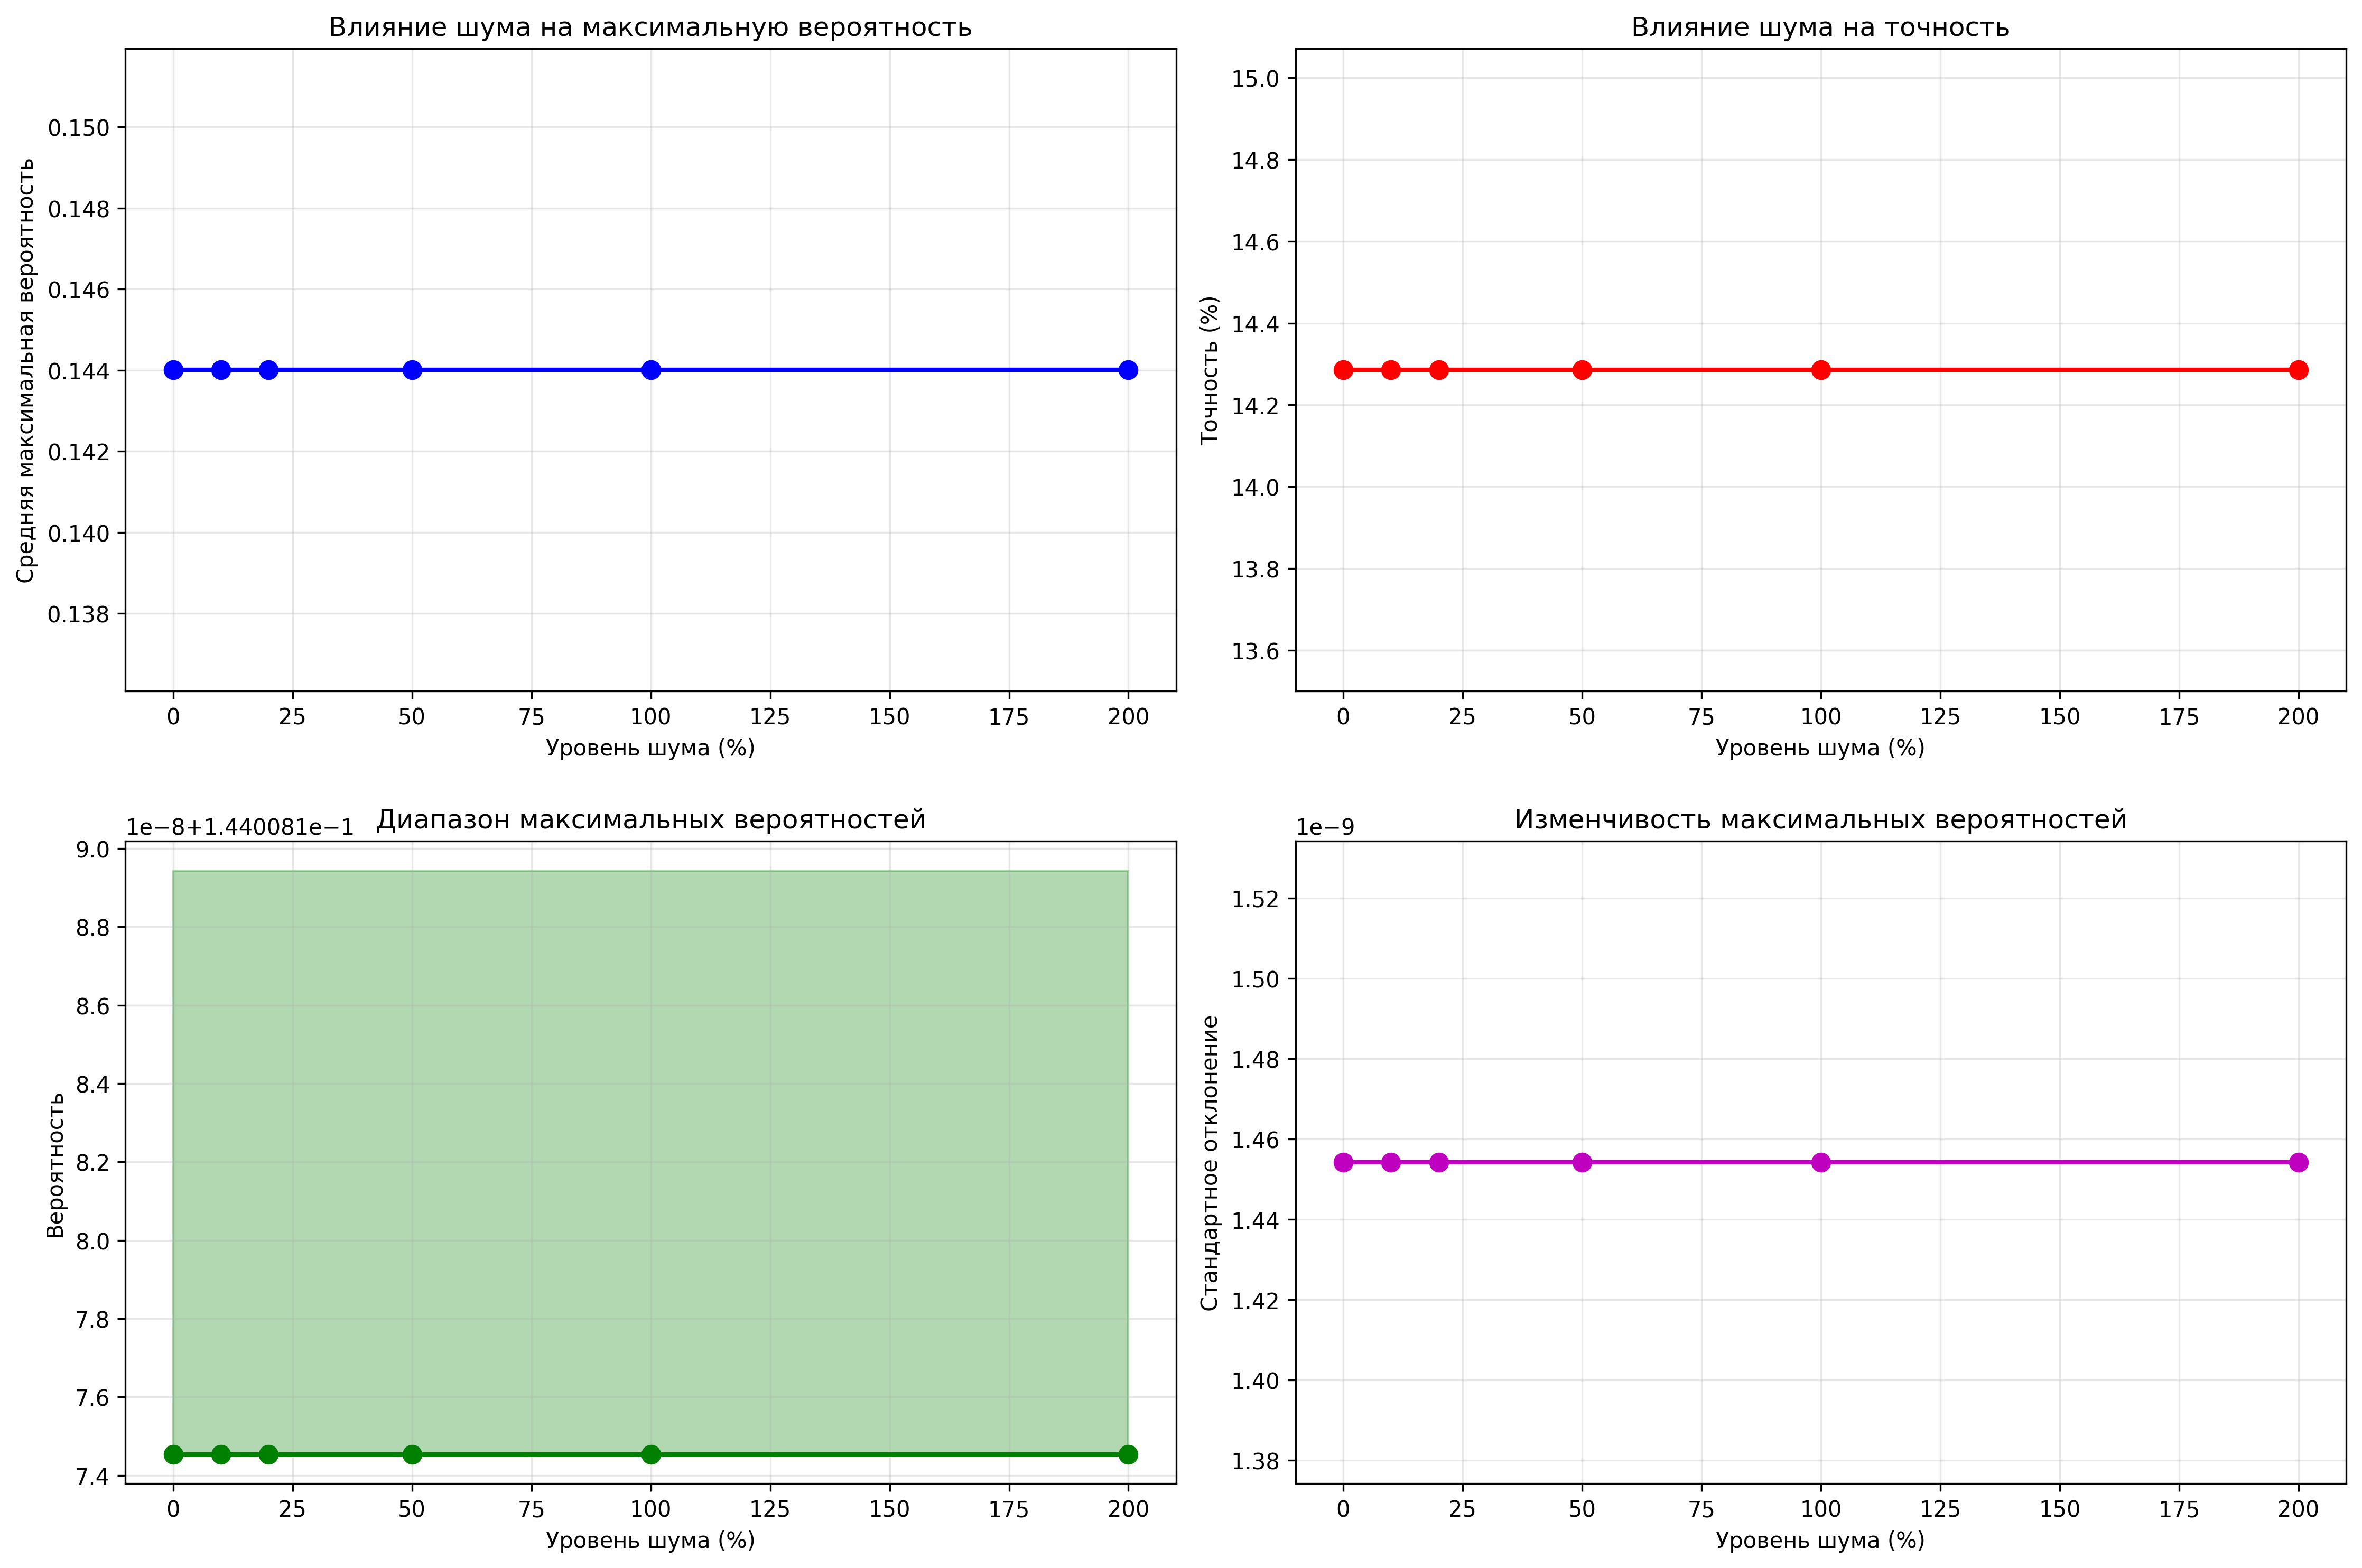 Влияние шума на максимальную вероятность
Средняя максимальная вероятность
0.150
0.148
0.146
0.144
0.142
0.140
0.138
0 25 50 75 100 125 150 175 200
Уровень шума (%)
Влияние шума на точность
Точность (%)
15.0
14.8
14.6
14.4
14.2
14.0
13.8
13.6
0 25 50 75 100 125 150 175 200
Уровень шума (%)
1e−8+1.440081e−1
Диапазон максимальных вероятностей
Вероятность
9.0
8.8
8.6
8.4
8.2
8.0
7.8
7.6
7.4
0 25 50 75 100 125 150 175 200
Уровень шума (%)
1e−9
Изменчивость максимальных вероятностей
Стандартное отклонение
1.52
1.50
1.48
1.46
1.44
1.42
1.40
1.38
0 25 50 75 100 125 150 175 200
Уровень шума (%)